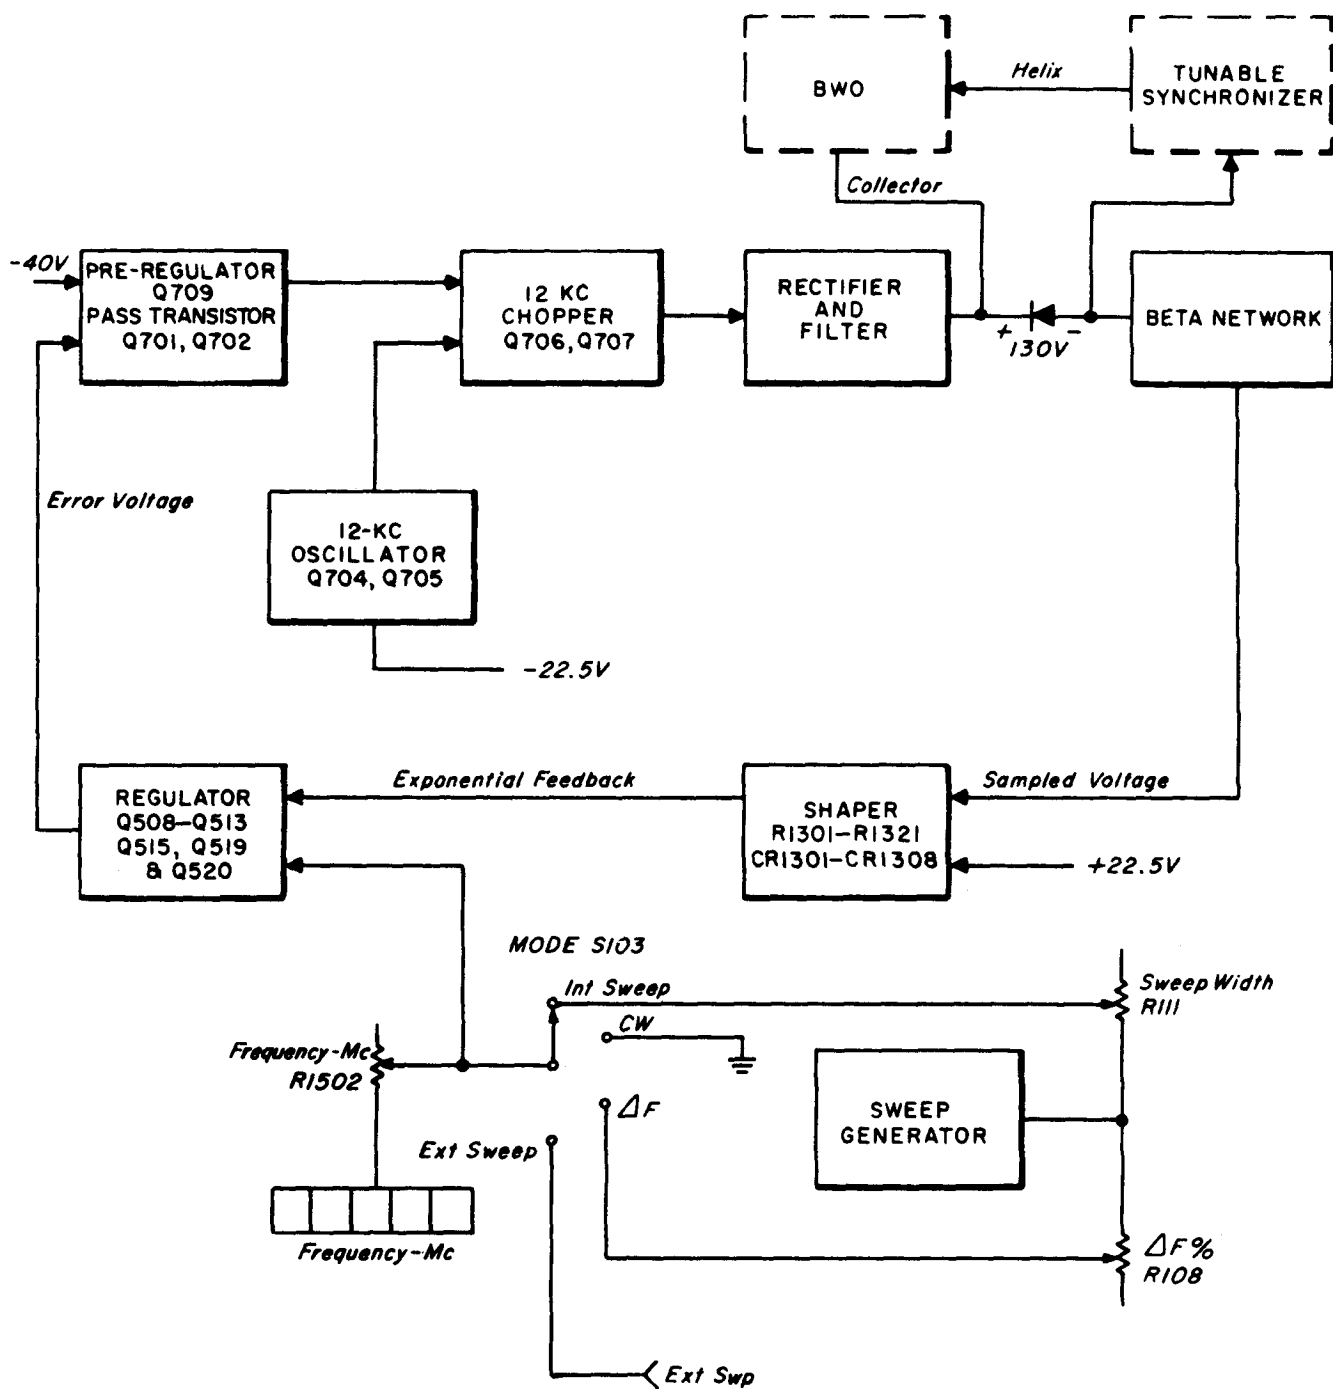 BWO
Helix
TUNABLE
SYNCHRONIZER
Collector
-40V
PRE-REGULATOR
Q709
PASS TRANSISTOR
Q701, Q702
12 KC
CHOPPER
Q706, Q707
RECTIFIER
AND
FILTER
+ -
130V
BETA NETWORK
Error Voltage
12-KC
OSCILLATOR
Q704, Q705
-22.5V
REGULATOR
Q508-Q513
Q515, Q519
& Q520
Exponential Feedback
SHAPER
R1301-R1321
CR1301-CR1308
Sampled Voltage
+22.5V
MODE S103
Int Sweep
Sweep Width
R111
CW
Frequency-Mc
R1502
ΔF
SWEEP
GENERATOR
Ext Sweep
Frequency-Mc
ΔF%
R108
Ext Swp